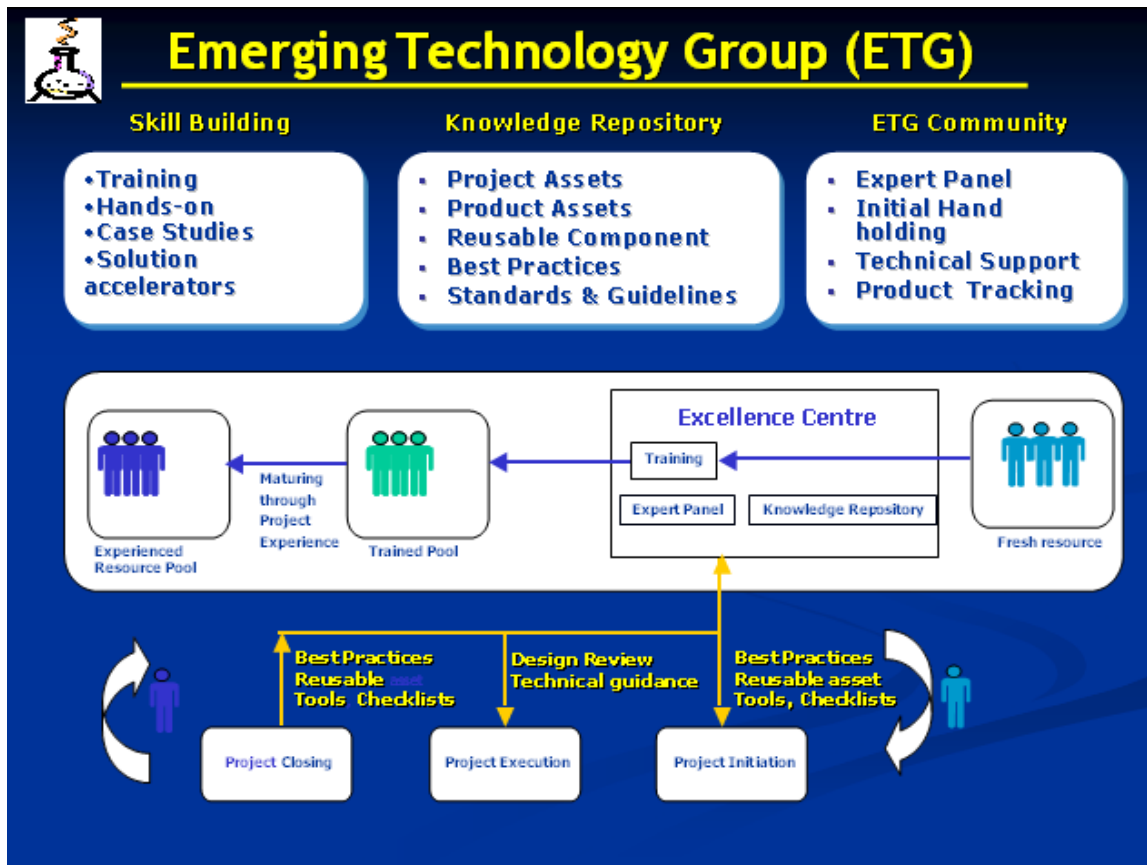 Emerging Technology Group (ETG)
Skill Building
•Training
•Hands-on
•Case Studies
•Solution
accelerators
Knowledge Repository
▪ Project Assets
▪ Product Assets
▪ Reusable Component
▪ Best Practices
▪ Standards & Guidelines
ETG Community
▪ Expert Panel
▪ Initial Hand
holding
▪ Technical Support
▪ Product Tracking
Experienced
Resource Pool
Maturing
through
Project
Experience
Trained Pool
Excellence Centre
Training
Expert Panel
Knowledge Repository
Fresh resource
Best Practices
Reusable asset
Tools Checklists
Design Review
Technical guidance
Best Practices
Reusable asset
Tools, Checklists
Project Closing
Project Execution
Project Initiation